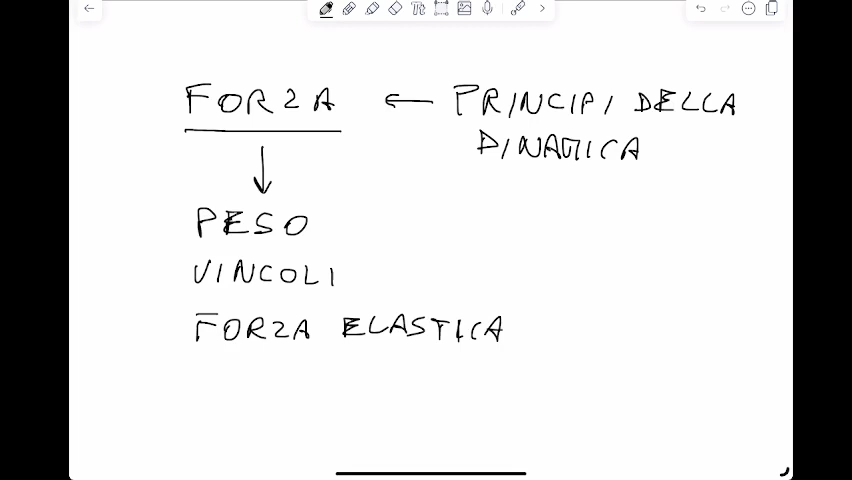 FORZA ← PRINCIPI DELLA
DINAMICA
↓
PESO
VINCOLI
FORZA ELASTICA